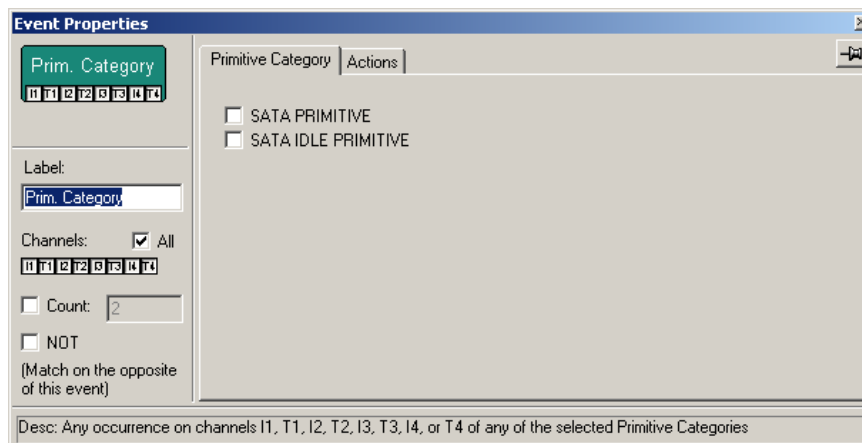 Event Properties
Prim. Category
I1 T1 I2 T2 I3 T3 I4 T4
Primitive Category
Actions
SATA PRIMITIVE
SATA IDLE PRIMITIVE
Label:
Prim. Category
Channels:
All
I1 T1 I2 T2 I3 T3 I4 T4
Count:
2
NOT
(Match on the opposite
of this event)
Desc: Any occurrence on channels I1, T1, I2, T2, I3, T3, I4, or T4 of any of the selected Primitive Categories